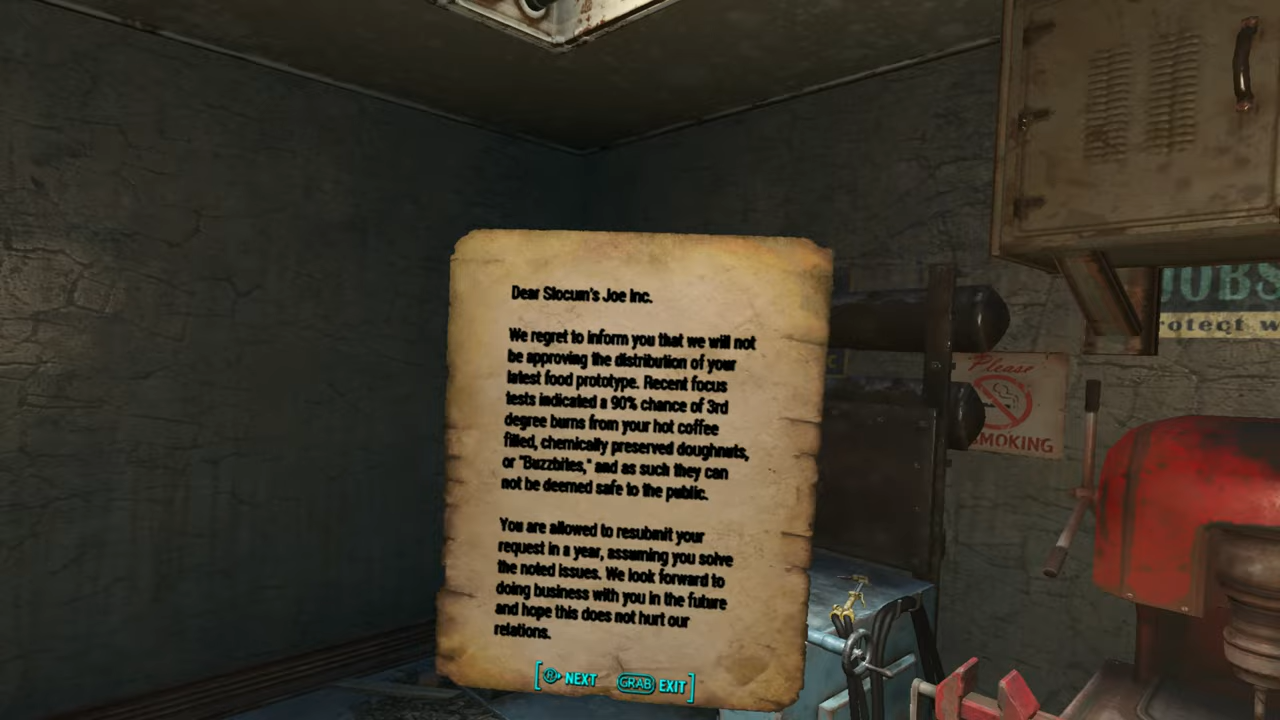 Dear Slocum's Joe Inc.
We regret to inform you that we will not
be approving the distribution of your
latest food prototype. Recent focus
tests indicated a 90% chance of 3rd
degree burns from your hot coffee
filled, chemically preserved doughnuts,
or "Buzzbites," and as such they can
not be deemed safe to the public.
You are allowed to resubmit your
request in a year, assuming you solve
the noted issues. We look forward to
doing business with you in the future
and hope this does not hurt our
relations.
[R> NEXT GRAB EXIT]
JOBS
rotect w
Please
SMOKING